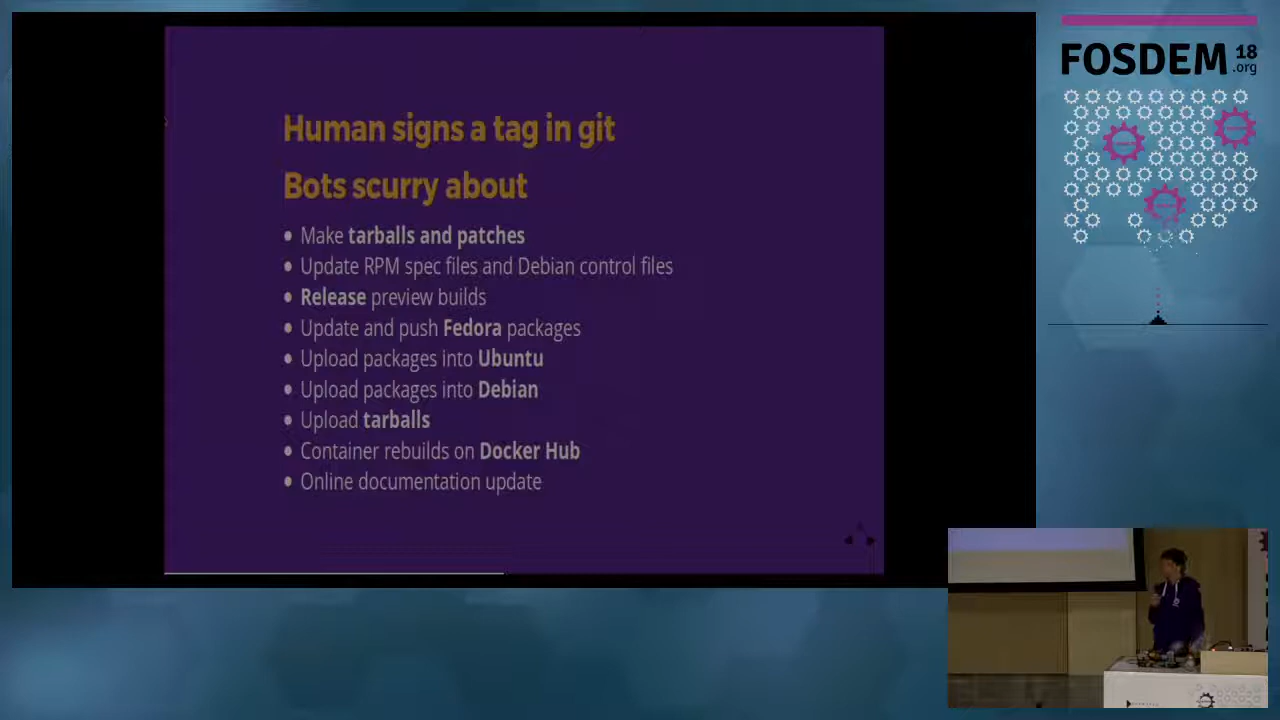 Human signs a tag in git
Bots scurry about
• Make tarballs and patches
• Update RPM spec files and Debian control files
• Release preview builds
• Update and push Fedora packages
• Upload packages into Ubuntu
• Upload packages into Debian
• Upload tarballs
• Container rebuilds on Docker Hub
• Online documentation update
FOSDEM 18
.org